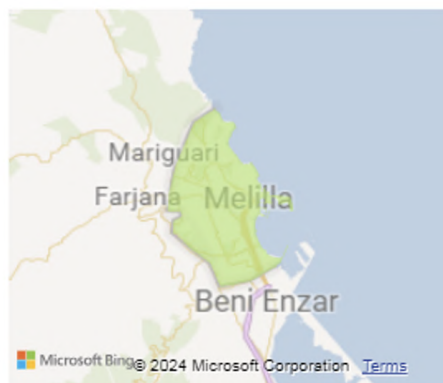 Mariguari
Farjana Melilla
Beni Enzar
Microsoft Bing © 2024 Microsoft Corporation Terms